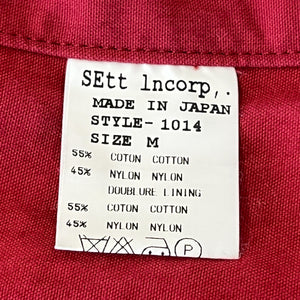 SEtt lncorp,.
MADE IN JAPAN
STYLE-1014
SIZE M
55% COTON COTTON
45% NYLON NYLON
DOUBLURE LINING
55% COTON COTTON
45% NYLON NYLON
P